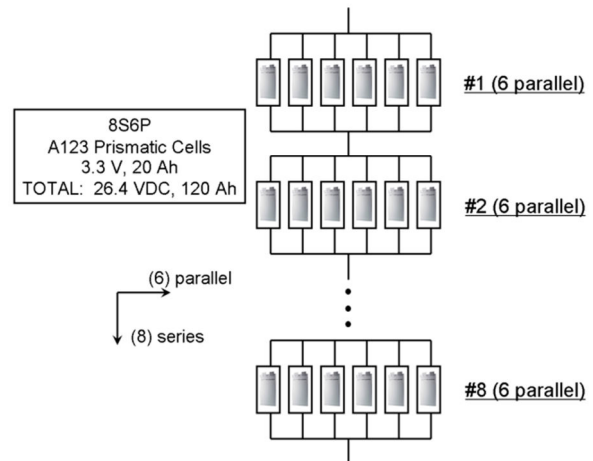 #1 (6 parallel)
8S6P
A123 Prismatic Cells
3.3 V, 20 Ah
TOTAL: 26.4 VDC, 120 Ah
#2 (6 parallel)
(6) parallel
(8) series
#8 (6 parallel)